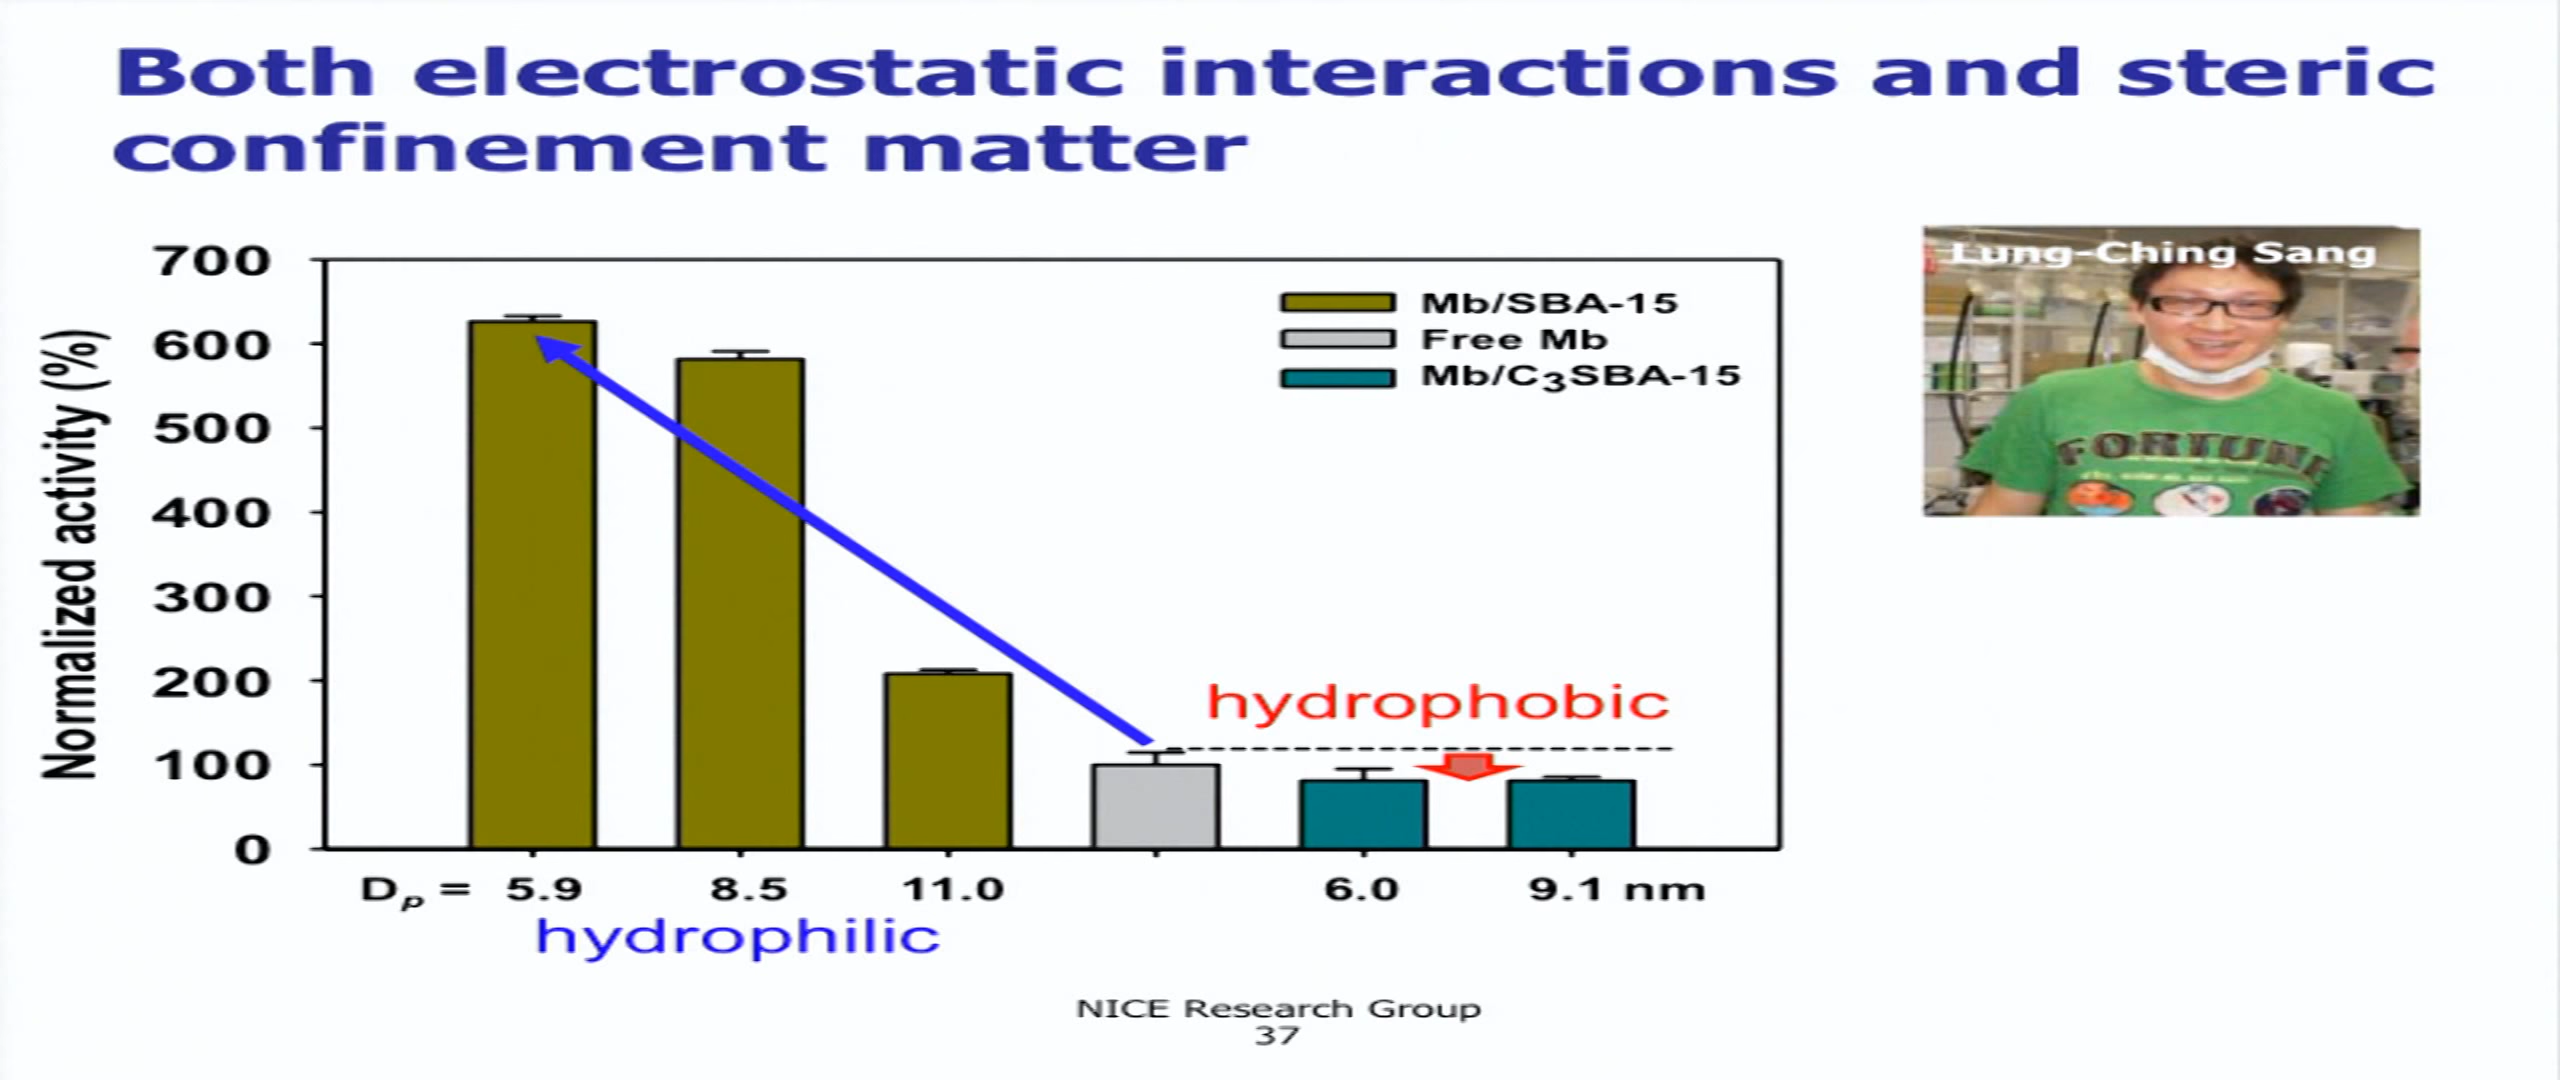 Both electrostatic interactions and steric
confinement matter
Lung-Ching Sang
FORTUNE
Normalized activity (%)
700
600
500
400
300
200
100
0
Mb/SBA-15
Free Mb
Mb/C₃SBA-15
hydrophobic
Dₚ = 5.9 8.5 11.0 6.0 9.1 nm
hydrophilic
NICE Research Group
37